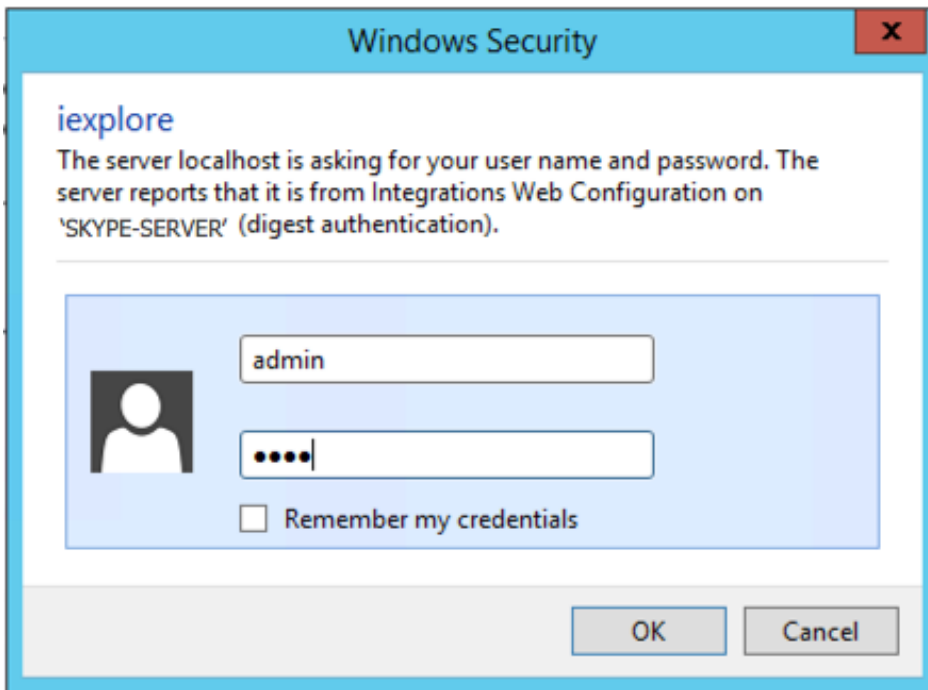 Windows Security
x
iexplore
The server localhost is asking for your user name and password. The
server reports that it is from Integrations Web Configuration on
‘SKYPE-SERVER’ (digest authentication).
admin
••••
Remember my credentials
OK
Cancel